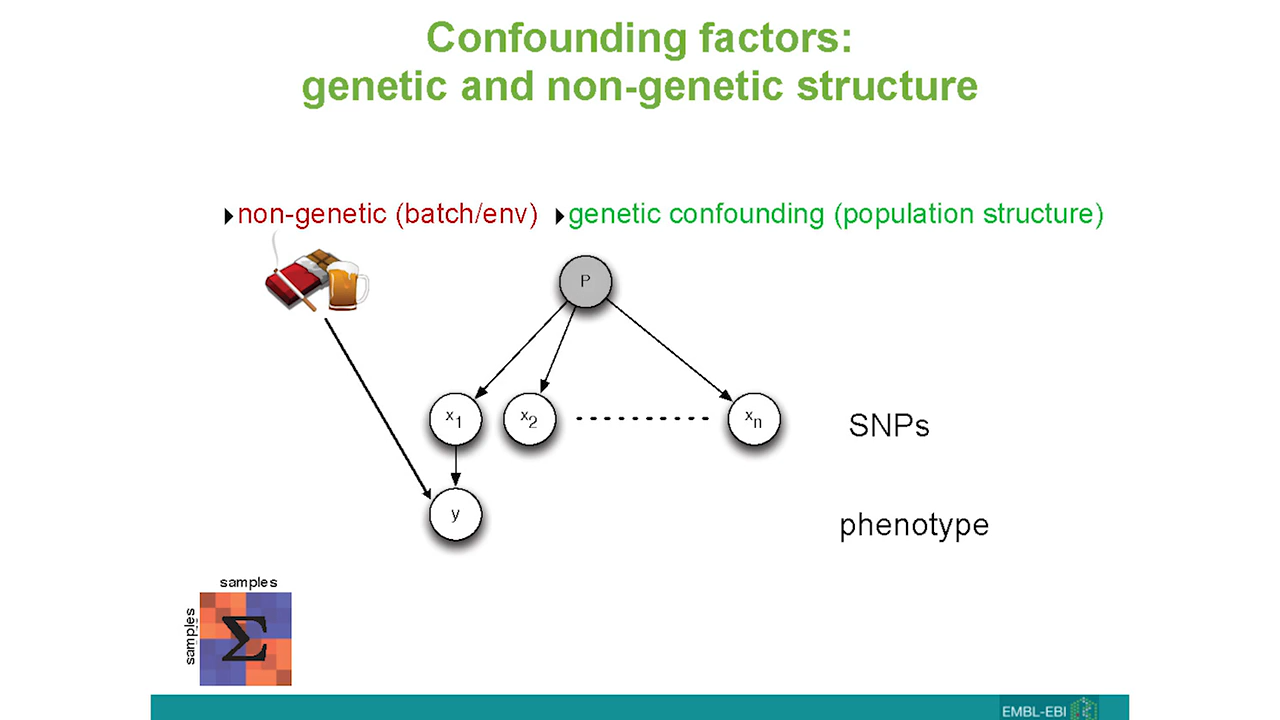 Confounding factors:
genetic and non-genetic structure
non-genetic (batch/env)
genetic confounding (population structure)
P
x1
x2
xn
SNPs
y
phenotype
samples
samples
Σ
EMBL-EBI